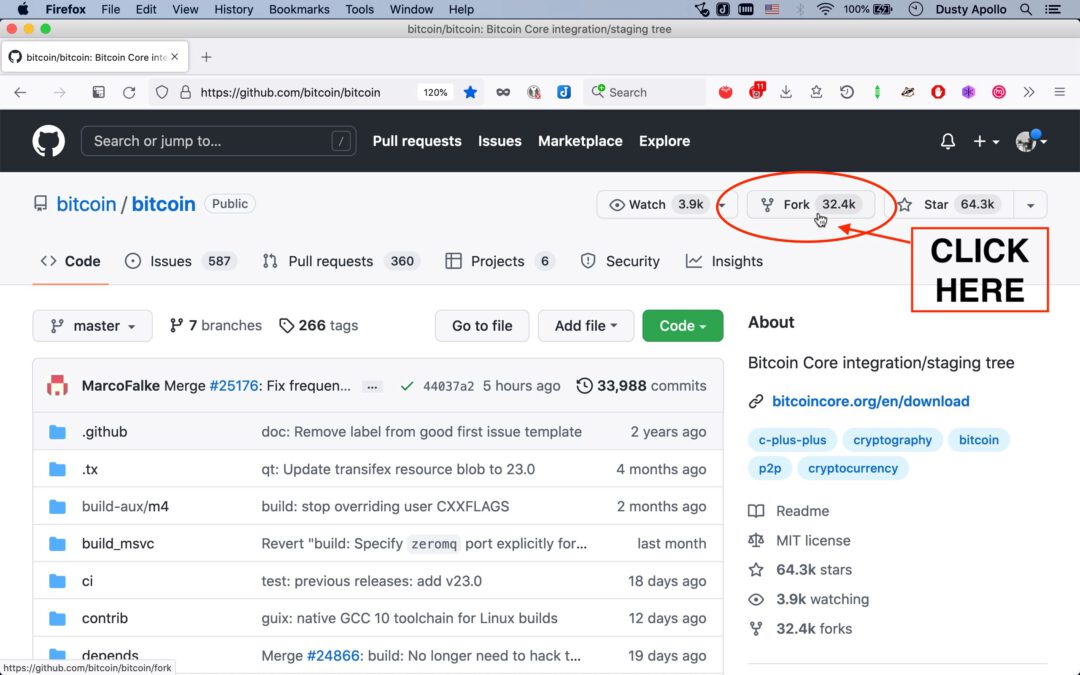 Firefox File Edit View History Bookmarks Tools Window Help 100% Dusty Apollo
bitcoin/bitcoin: Bitcoin Core integration/staging tree
bitcoin/bitcoin: Bitcoin Core inte
https://github.com/bitcoin/bitcoin 120% Search 11
Search or jump to... / Pull requests Issues Marketplace Explore
bitcoin / bitcoin Public Watch 3.9k Fork 32.4k Star 64.3k
CLICK
HERE
Code Issues 587 Pull requests 360 Projects 6 Security Insights
master 7 branches 266 tags Go to file Add file Code
About
Bitcoin Core integration/staging tree
bitcoincore.org/en/download
c-plus-plus cryptography bitcoin
p2p cryptocurrency
Readme
MIT license
64.3k stars
3.9k watching
32.4k forks
MarcoFalke Merge #25176: Fix frequen... ... 44037a2 5 hours ago 33,988 commits
.github doc: Remove label from good first issue template 2 years ago
.tx qt: Update transifex resource blob to 23.0 4 months ago
build-aux/m4 build: stop overriding user CXXFLAGS 2 months ago
build_msvc Revert "build: Specify zeromq port explicitly for... last month
ci test: previous releases: add v23.0 18 days ago
contrib guix: native GCC 10 toolchain for Linux builds 12 days ago
depends Merge #24866: build: No longer need to hack t... 19 days ago
https://github.com/bitcoin/bitcoin/fork